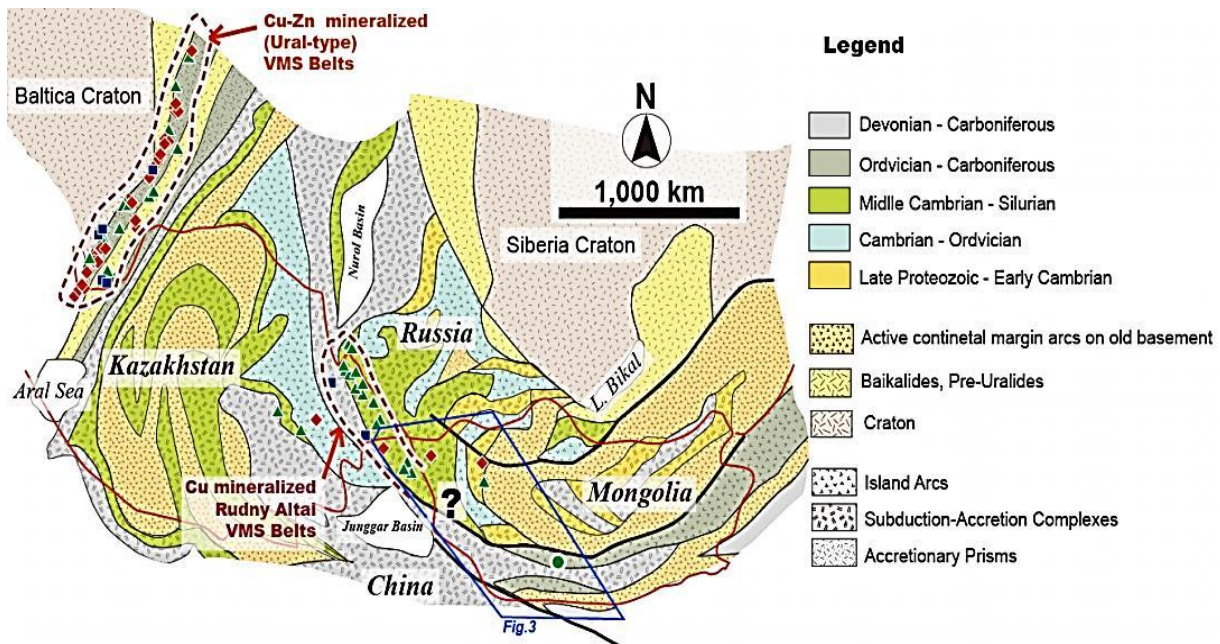 Cu-Zn mineralized
(Ural-type)
VMS Belts
Baltica Craton
N
1,000 km
Siberia Craton
Nurol Basin
Russia
Kazakhstan
Aral Sea
L. Bikal
Cu mineralized
Rudny Altal
VMS Belts
?
Mongolia
Junggar Basin
China
Fig.3
Legend
Devonian - Carboniferous
Ordvician - Carboniferous
Midlle Cambrian - Silurian
Cambrian - Ordvician
Late Proteozoic - Early Cambrian
Active continetal margin arcs on old basement
Baikalides, Pre-Uralides
Craton
Island Arcs
Subduction-Accretion Complexes
Accretionary Prisms